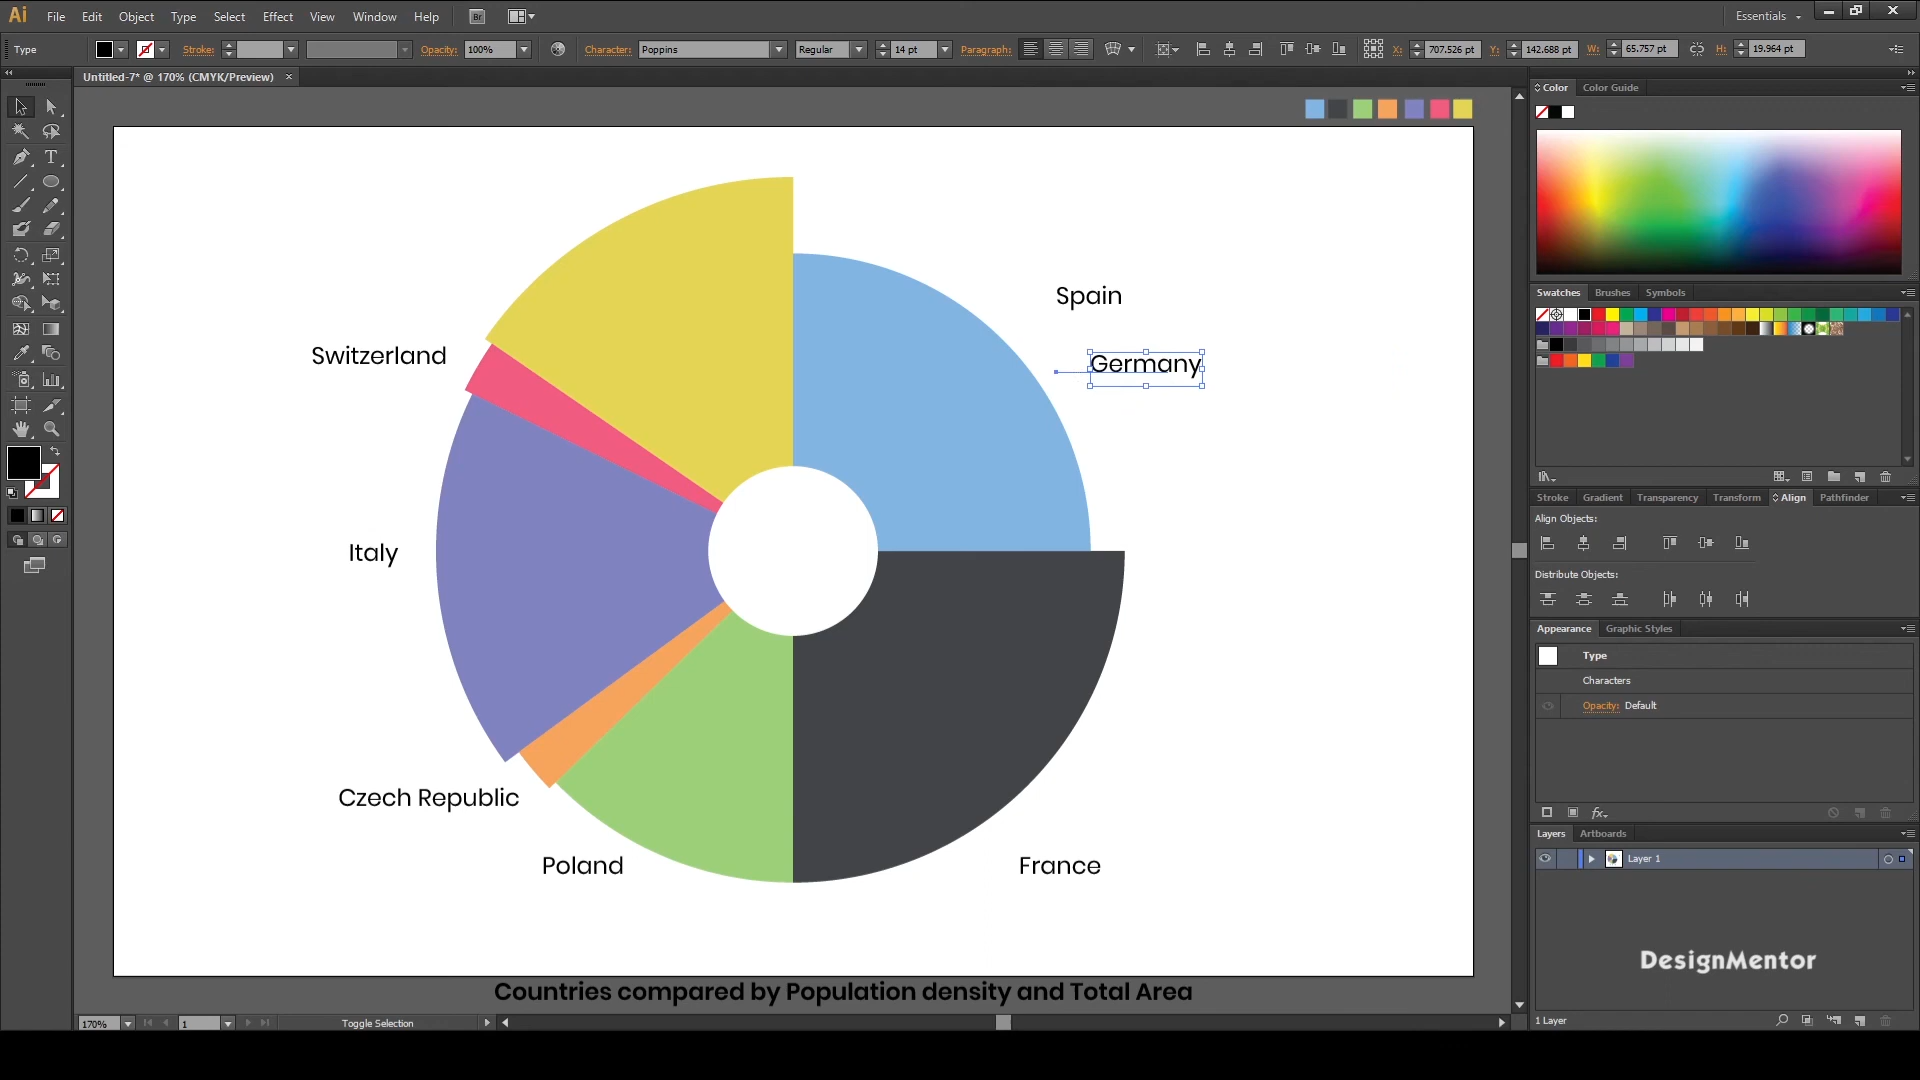 Ai File Edit Object Type Select Effect View Window Help Br Essentials
Type Stroke: Opacity: 100% Character: Poppins Regular 14 pt Paragraph: X: 707.526 pt Y: 142.688 pt W: 65.757 pt H: 19.964 pt
Untitled-7* @ 170% (CMYK/Preview)
Color Color Guide
Swatches Brushes Symbols
Spain
Switzerland
Germany
Stroke Gradient Transparency Transform Align Pathfinder
Align Objects:
Italy
Distribute Objects:
Appearance Graphic Styles
Type
Characters
Opacity: Default
Czech Republic
fx
Layers Artboards
Poland
France
Layer 1
DesignMentor
Countries compared by Population density and Total Area
170% 1 Toggle Selection
1 Layer